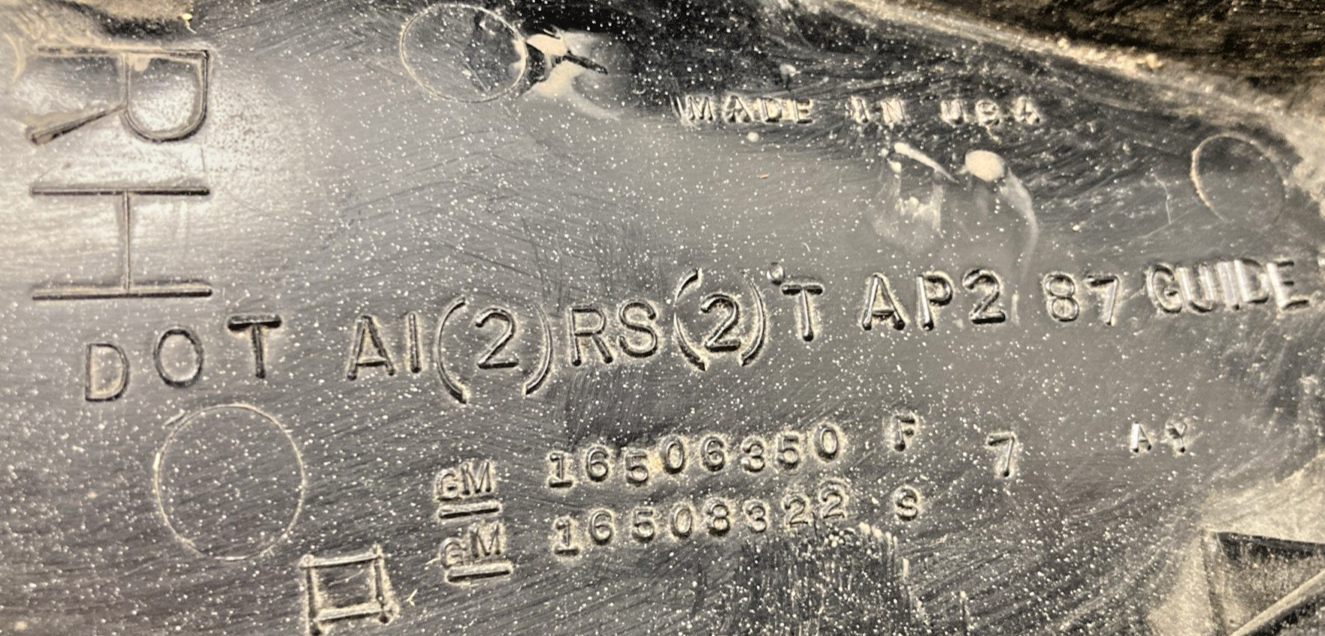 RH
MADE IN USA
DOT AI(2)RS(2)T AP2 87 GUIDE
GM 16506350 F 7 AY
GM 16508322 S